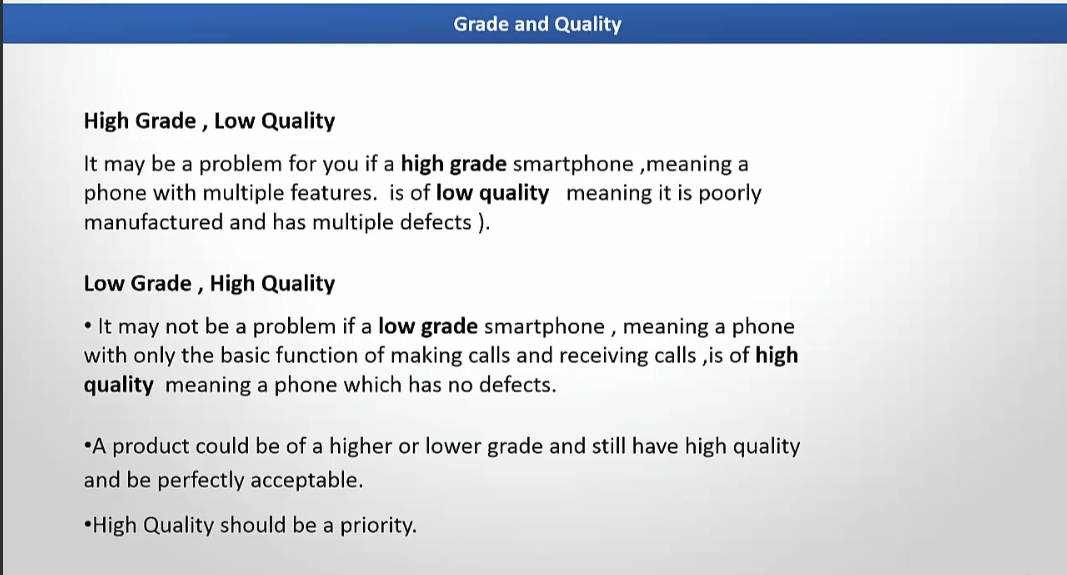 Grade and Quality
High Grade , Low Quality
It may be a problem for you if a high grade smartphone ,meaning a
phone with multiple features.  is of low quality   meaning it is poorly
manufactured and has multiple defects ).
Low Grade , High Quality
• It may not be a problem if a low grade smartphone , meaning a phone
with only the basic function of making calls and receiving calls ,is of high
quality  meaning a phone which has no defects.
•A product could be of a higher or lower grade and still have high quality
and be perfectly acceptable.
•High Quality should be a priority.